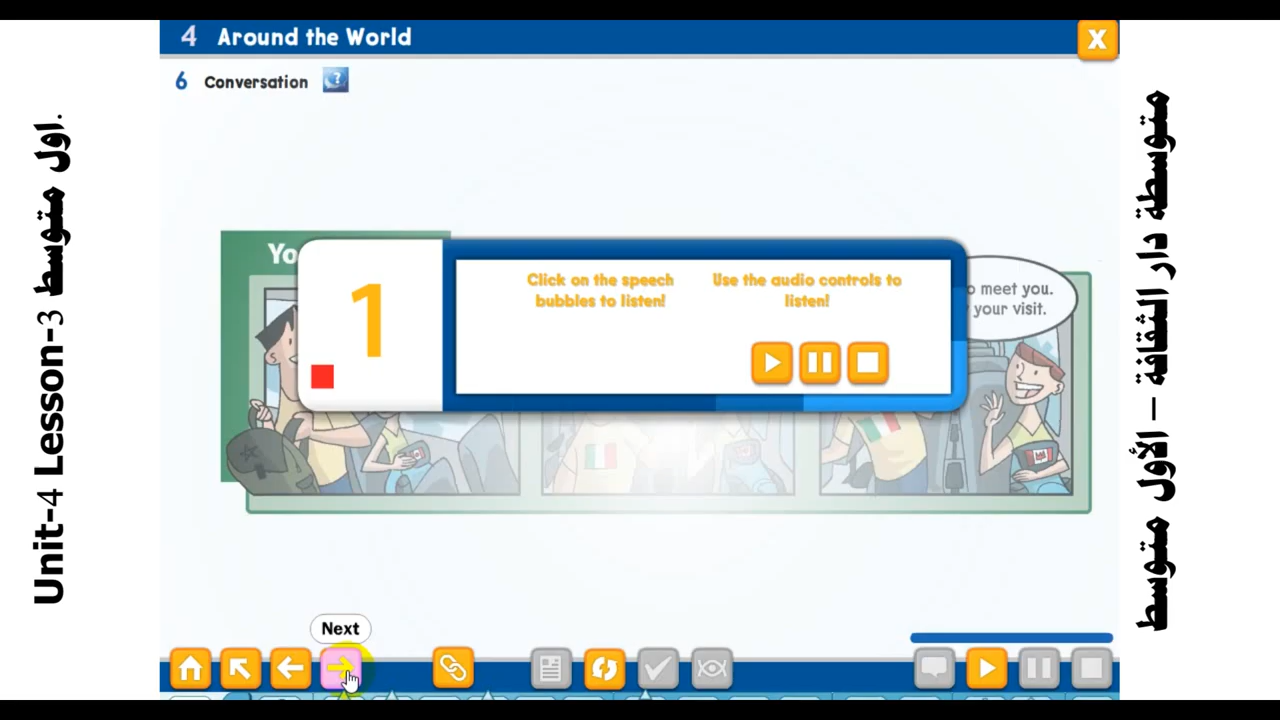 4 Around the World
X
6 Conversation ?
Yo
1
Click on the speech
bubbles to listen!
Use the audio controls to
listen!
o meet you.
your visit.
Next
Unit-4 Lesson-3 اول متوسط.
متوسطة دار الثقافة – الأول متوسط